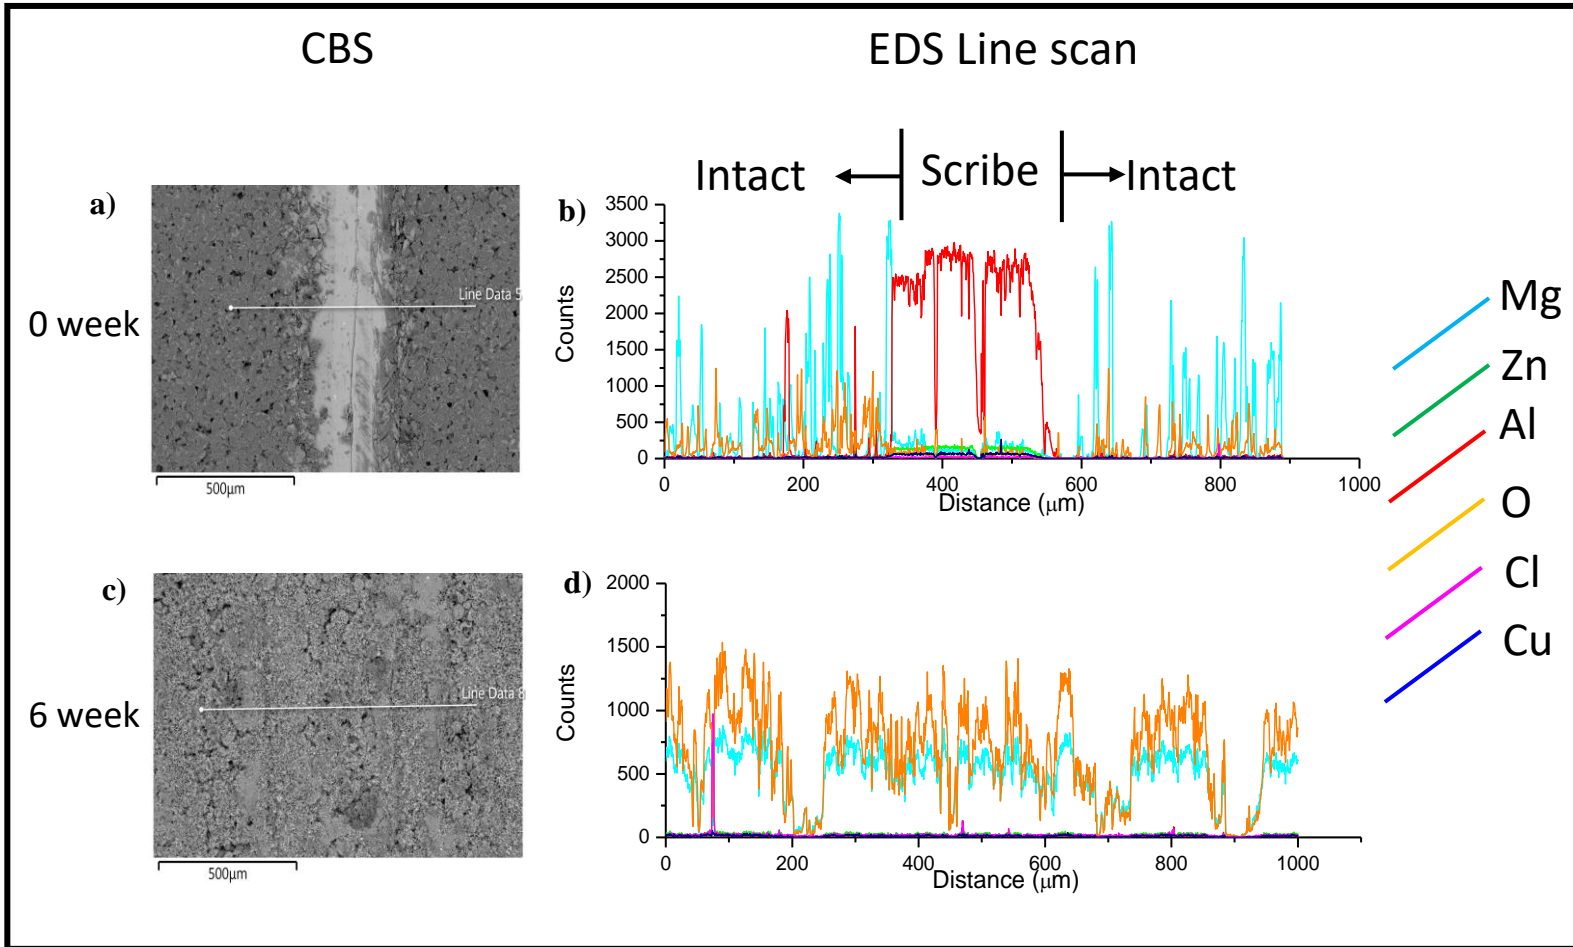 CBS
EDS Line scan
Intact
Scribe
Intact
a)
b)
0 week
Line Data 5
500µm
Counts
3500
3000
2500
2000
1500
1000
500
0
0 200 400 600 800 1000
Distance (µm)
Mg
Zn
Al
O
Cl
Cu
c)
d)
6 week
Line Data 8
500µm
Counts
2000
1500
1000
500
0
0 200 400 600 800 1000
Distance (µm)